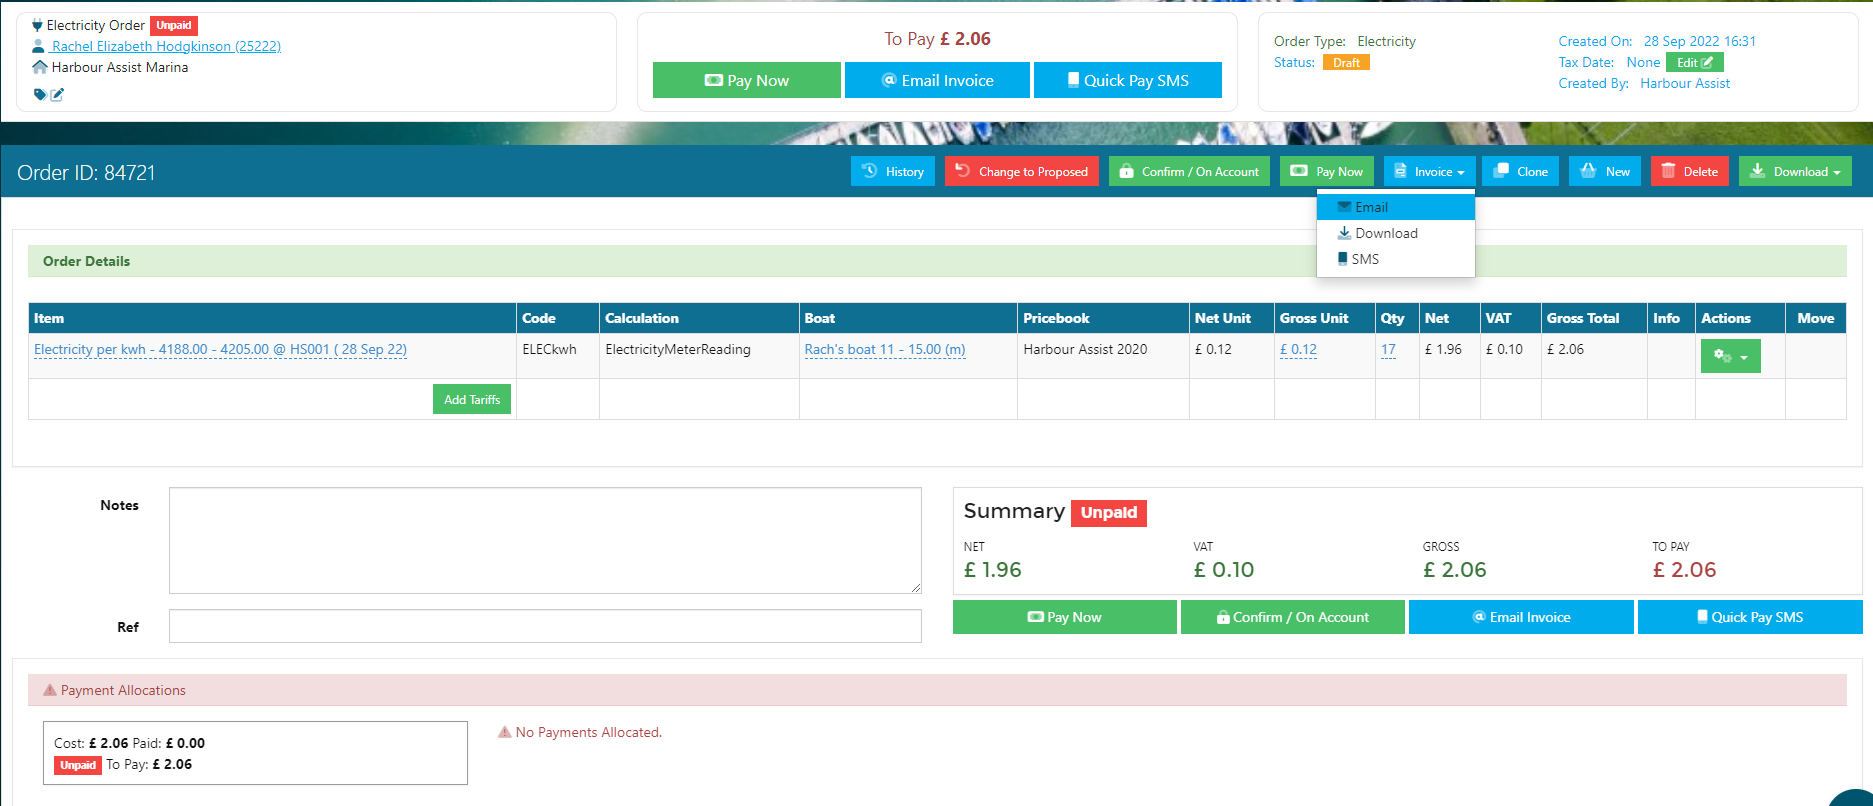 Electricity Order Unpaid
Rachel Elizabeth Hodgkinson (25222)
Harbour Assist Marina
To Pay £ 2.06
Pay Now Email Invoice Quick Pay SMS
Order Type: Electricity
Status: Draft
Created On: 28 Sep 2022 16:31
Tax Date: None Edit
Created By: Harbour Assist
Order ID: 84721
History Change to Proposed Confirm / On Account Pay Now Invoice Clone New Delete Download
Email
Download
SMS
Order Details
Item Code Calculation Boat Pricebook Net Unit Gross Unit Qty Net VAT Gross Total Info Actions Move
Electricity per kwh - 4188.00 - 4205.00 @ HS001 ( 28 Sep 22) ELECkwh ElectricityMeterReading Rach's boat 11 - 15.00 (m) Harbour Assist 2020 £ 0.12 £ 0.12 17 £ 1.96 £ 0.10 £ 2.06
Add Tariffs
Notes
Ref
Summary Unpaid
NET VAT GROSS TO PAY
£ 1.96 £ 0.10 £ 2.06 £ 2.06
Pay Now Confirm / On Account Email Invoice Quick Pay SMS
Payment Allocations
Cost: £ 2.06 Paid: £ 0.00
Unpaid To Pay: £ 2.06
No Payments Allocated.